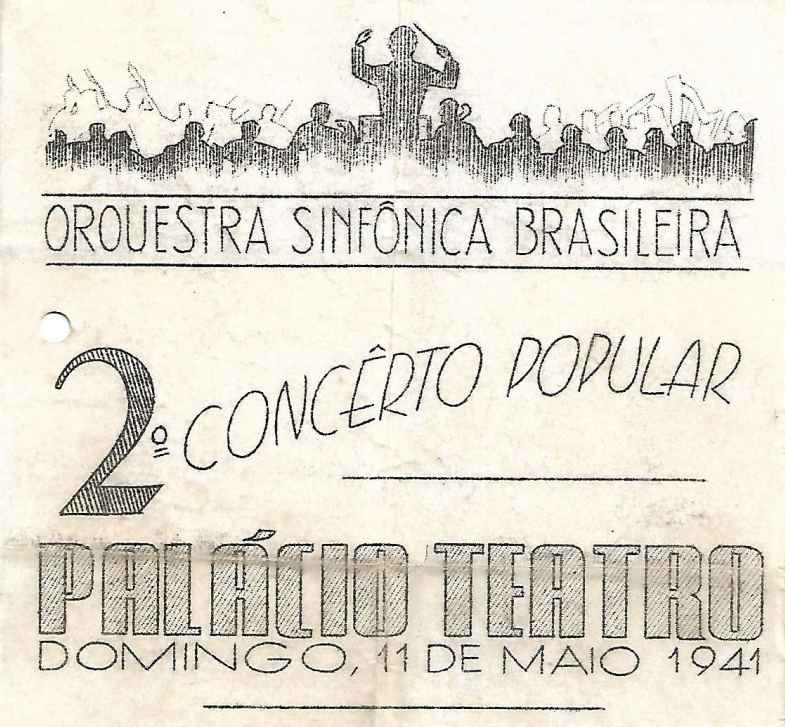 ORQUESTRA SINFÔNICA BRASILEIRA
2º CONCÊRTO POPULAR
PALÁCIO TEATRO
DOMINGO, 11 DE MAIO 1941